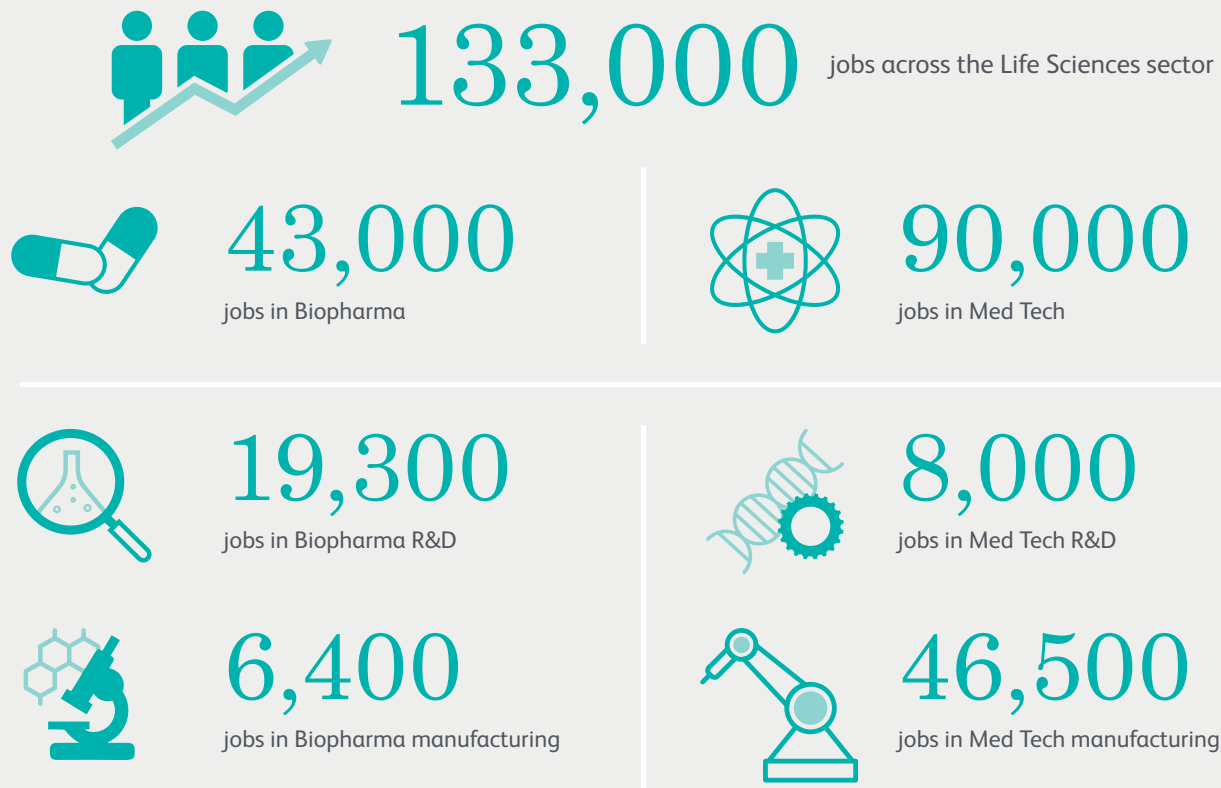 133,000
jobs across the Life Sciences sector
43,000
jobs in Biopharma
90,000
jobs in Med Tech
19,300
jobs in Biopharma R&D
8,000
jobs in Med Tech R&D
6,400
jobs in Biopharma manufacturing
46,500
jobs in Med Tech manufacturing